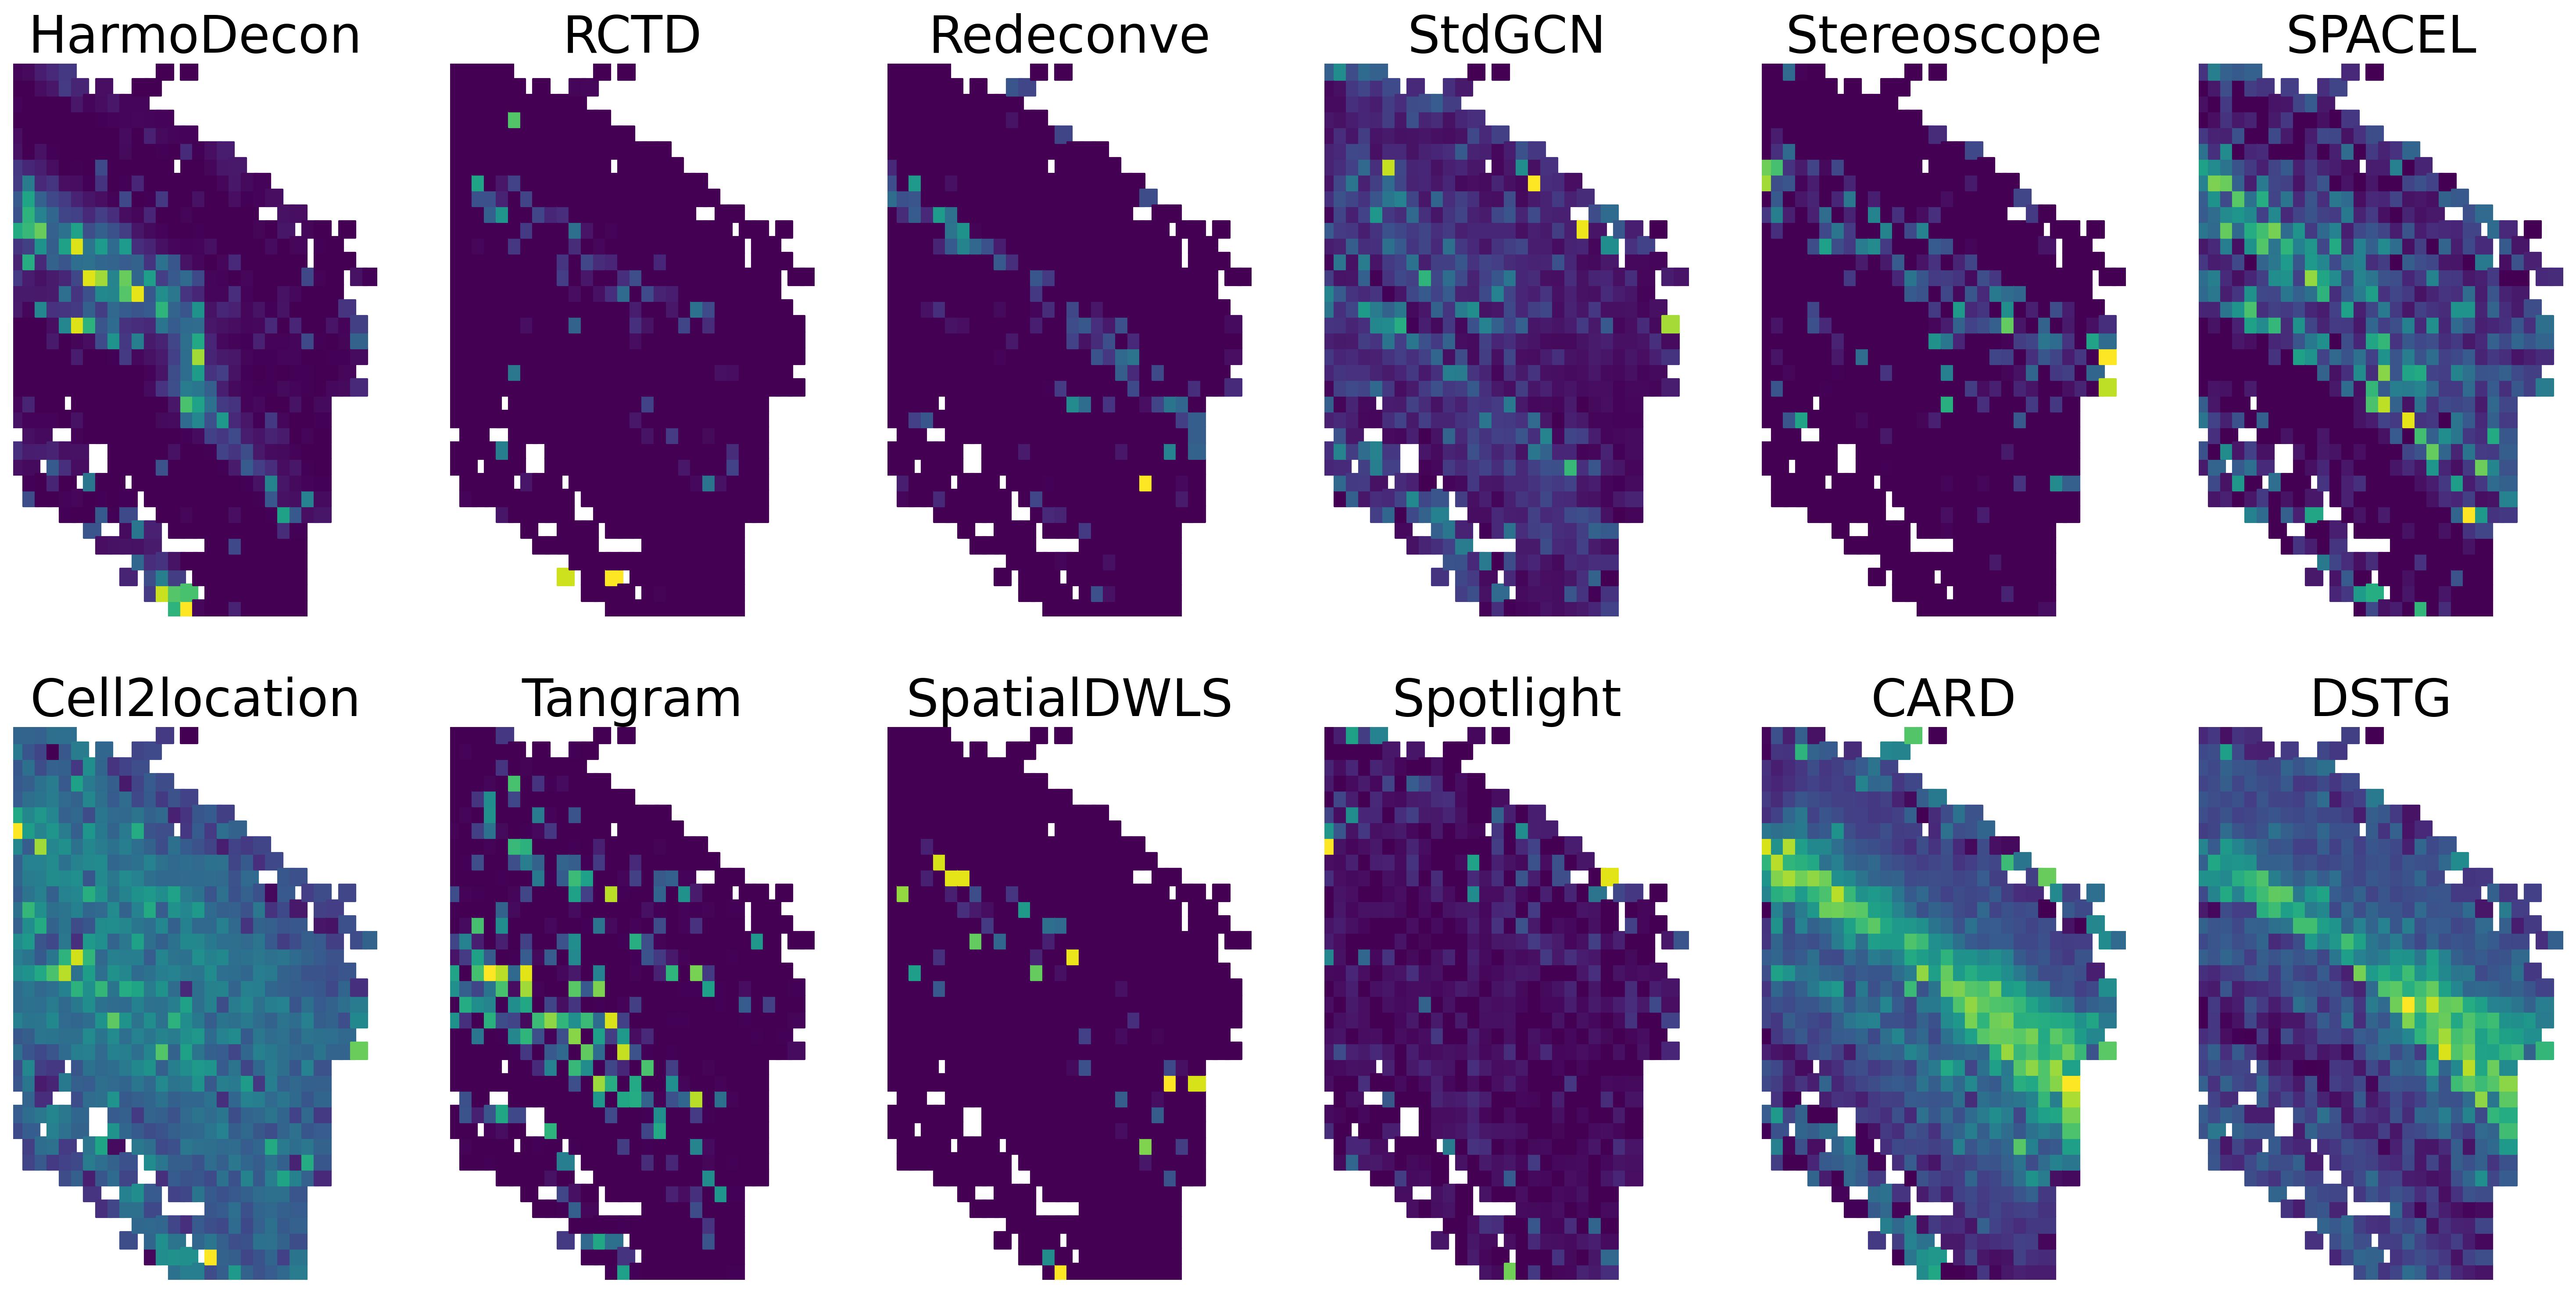 HarmoDecon RCTD Redeconve StdGCN Stereoscope SPACEL
Cell2location Tangram SpatialDWLS Spotlight CARD DSTG